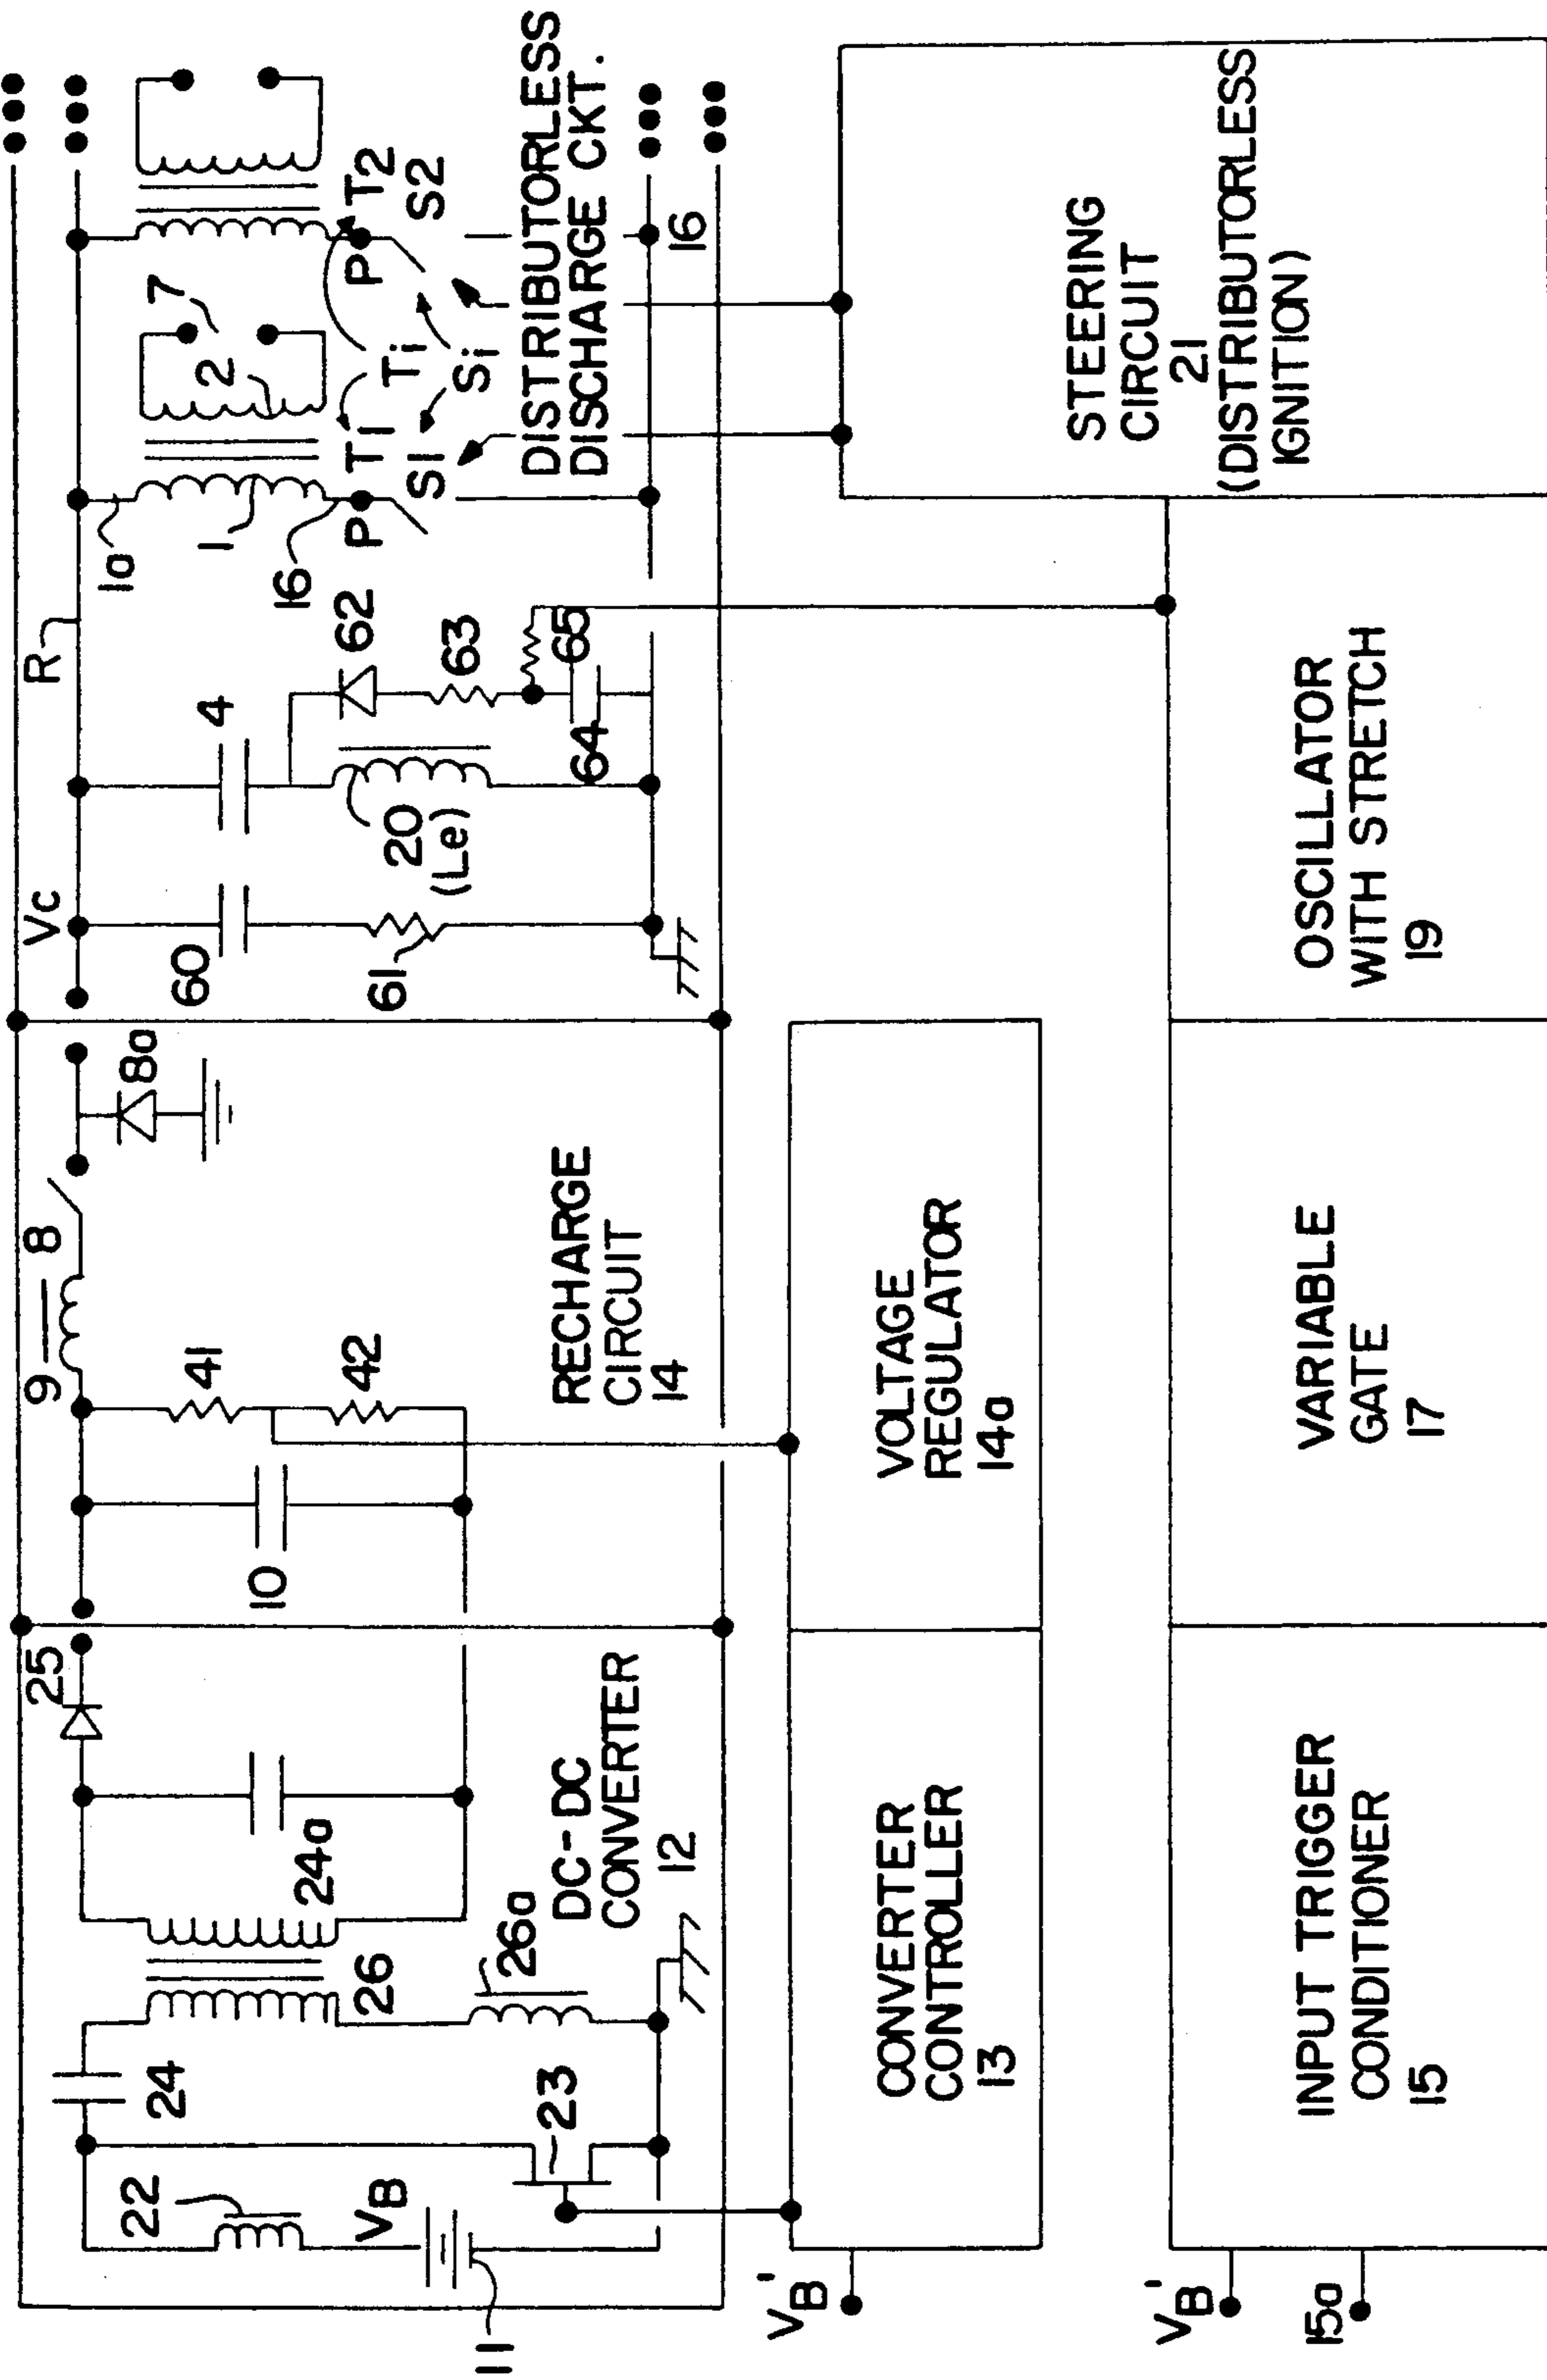 11
22
V_B
24
23
26
26a
24a
25
DC-DC
CONVERTER
12
10
9
8
41
42
8a
RECHARGE
CIRCUIT
14
Vc
R
60
61
4
20
(Le)
62
63
64
65
1a
1
16
P
T1
S1
2
7
Ti
Si
P
T2
S2
DISTRIBUTORLESS
DISCHARGE CKT.
16
V_B'
CONVERTER
CONTROLLER
13
VOLTAGE
REGULATOR
14a
V_B'
15a
INPUT TRIGGER
CONDITIONER
15
VARIABLE
GATE
17
OSCILLATOR
WITH STRETCH
19
STEERING
CIRCUIT
21
(DISTRIBUTORLESS
IGNITION)